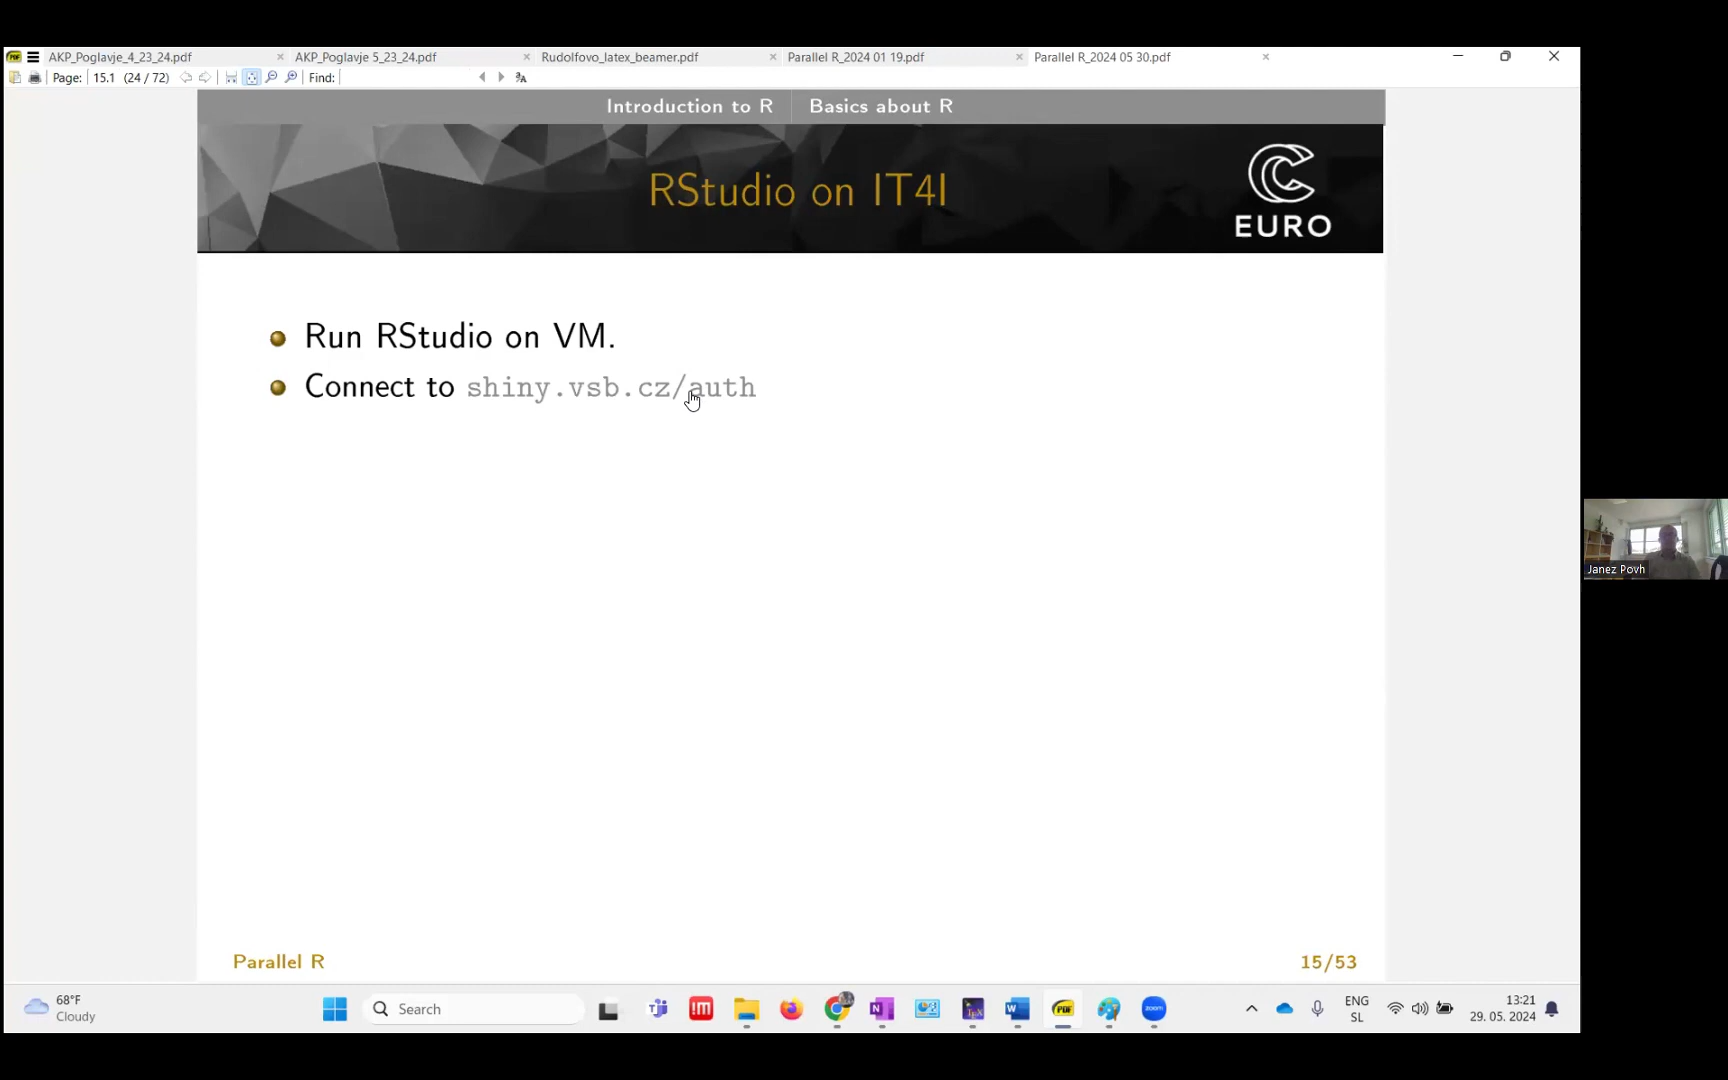 AKP_Poglavje_4_23_24.pdf
AKP_Poglavje 5_23_24.pdf
Rudolfovo_latex_beamer.pdf
Parallel R_2024 01 19.pdf
Parallel R_2024 05 30.pdf
Page: 15.1 (24 / 72)
Find:
Introduction to R
Basics about R
RStudio on IT4I
EURO
Run RStudio on VM.
Connect to shiny.vsb.cz/auth
Janez Povh
Parallel R
15/53
68°F
Cloudy
Search
ENG
SL
13:21
29. 05. 2024
zoom